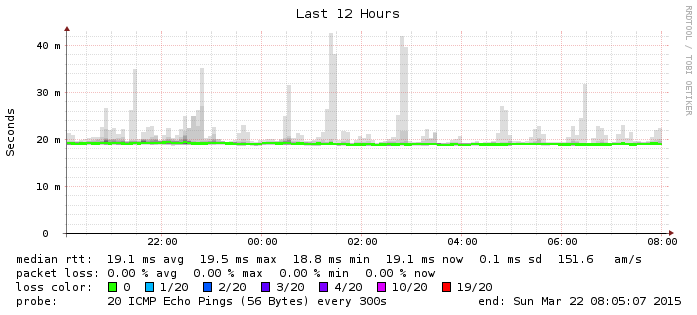 Last 12 Hours
RRDTOOL / TOBI OETIKER
Seconds
40 m
30 m
20 m
10 m
0
22:00 00:00 02:00 04:00 06:00 08:00
median rtt: 19.1 ms avg 19.5 ms max 18.8 ms min 19.1 ms now 0.1 ms sd 151.6 am/s
packet loss: 0.00 % avg 0.00 % max 0.00 % min 0.00 % now
loss color: 0 1/20 2/20 3/20 4/20 10/20 19/20
probe: 20 ICMP Echo Pings (56 Bytes) every 300s end: Sun Mar 22 08:05:07 2015